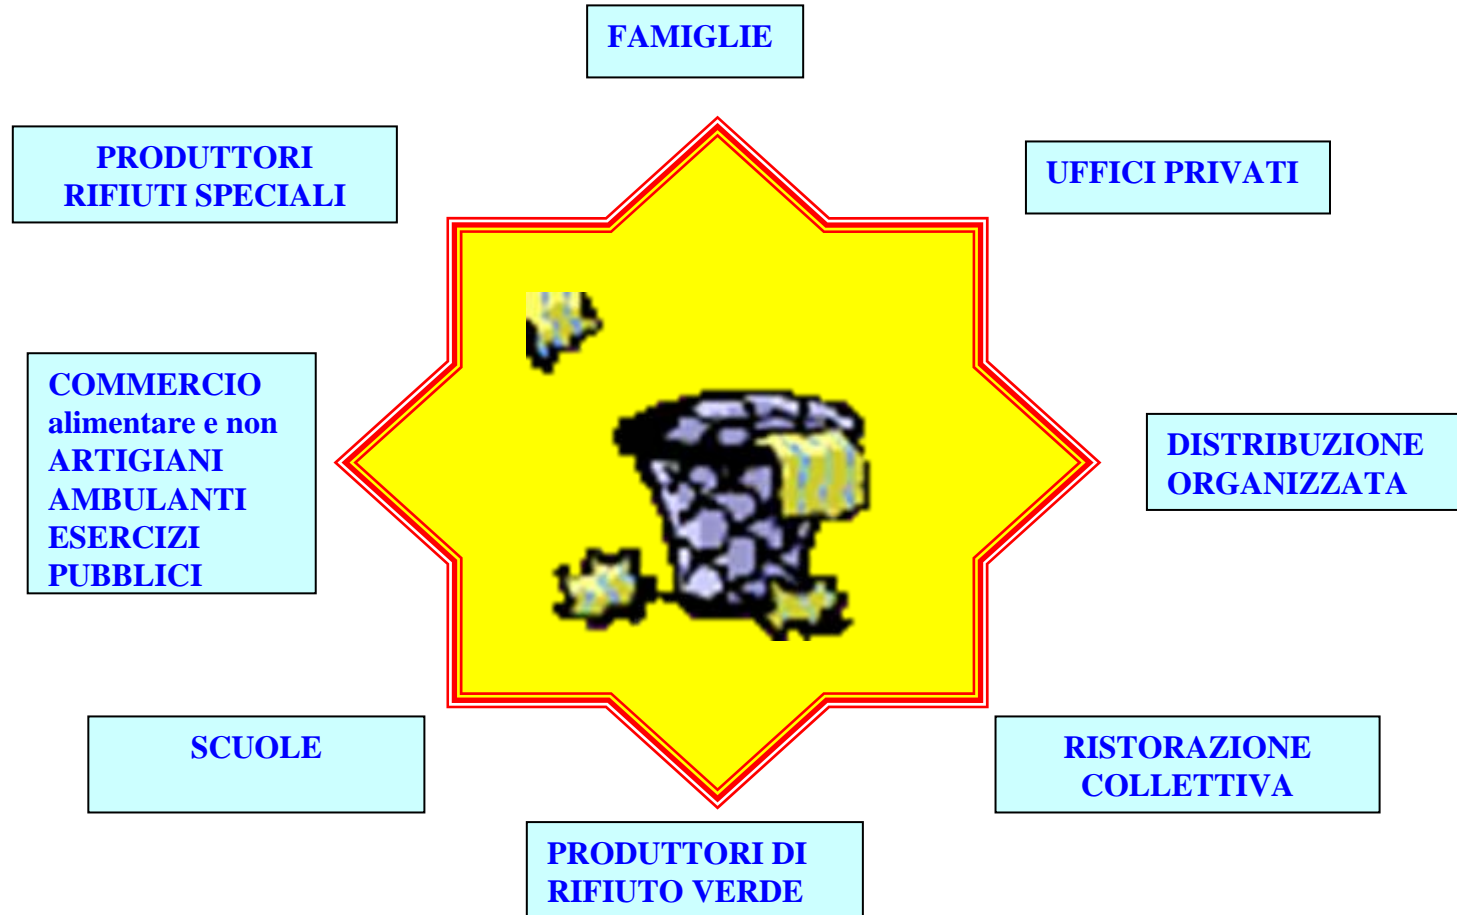 FAMIGLIE
PRODUTTORI
RIFIUTI SPECIALI
UFFICI PRIVATI
COMMERCIO
alimentare e non
ARTIGIANI
AMBULANTI
ESERCIZI
PUBBLICI
DISTRIBUZIONE
ORGANIZZATA
SCUOLE
RISTORAZIONE
COLLETTIVA
PRODUTTORI DI
RIFIUTO VERDE